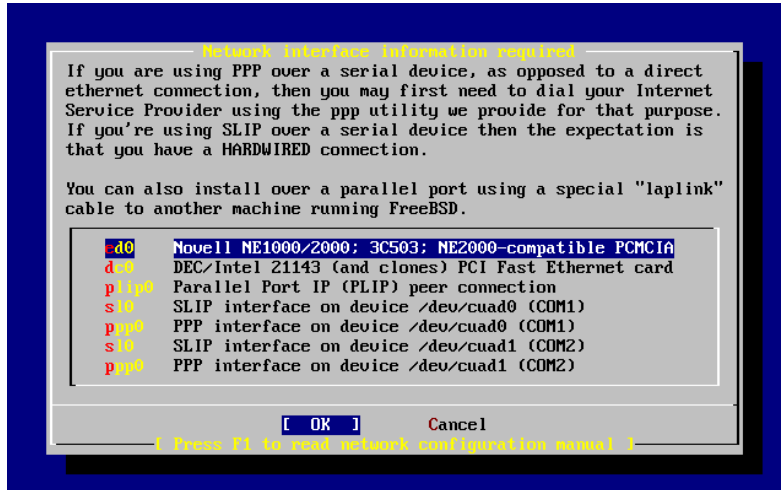 Network interface information required
If you are using PPP over a serial device, as opposed to a direct
ethernet connection, then you may first need to dial your Internet
Service Provider using the ppp utility we provide for that purpose.
If you're using SLIP over a serial device then the expectation is
that you have a HARDWIRED connection.
You can also install over a parallel port using a special "laplink"
cable to another machine running FreeBSD.
ed0 Novell NE1000/2000; 3C503; NE2000-compatible PCMCIA
dc0 DEC/Intel 21143 (and clones) PCI Fast Ethernet card
plip0 Parallel Port IP (PLIP) peer connection
sl0 SLIP interface on device /dev/cuad0 (COM1)
ppp0 PPP interface on device /dev/cuad0 (COM1)
sl0 SLIP interface on device /dev/cuad1 (COM2)
ppp0 PPP interface on device /dev/cuad1 (COM2)
[ OK ] Cancel
[ Press F1 to read network configuration manual ]